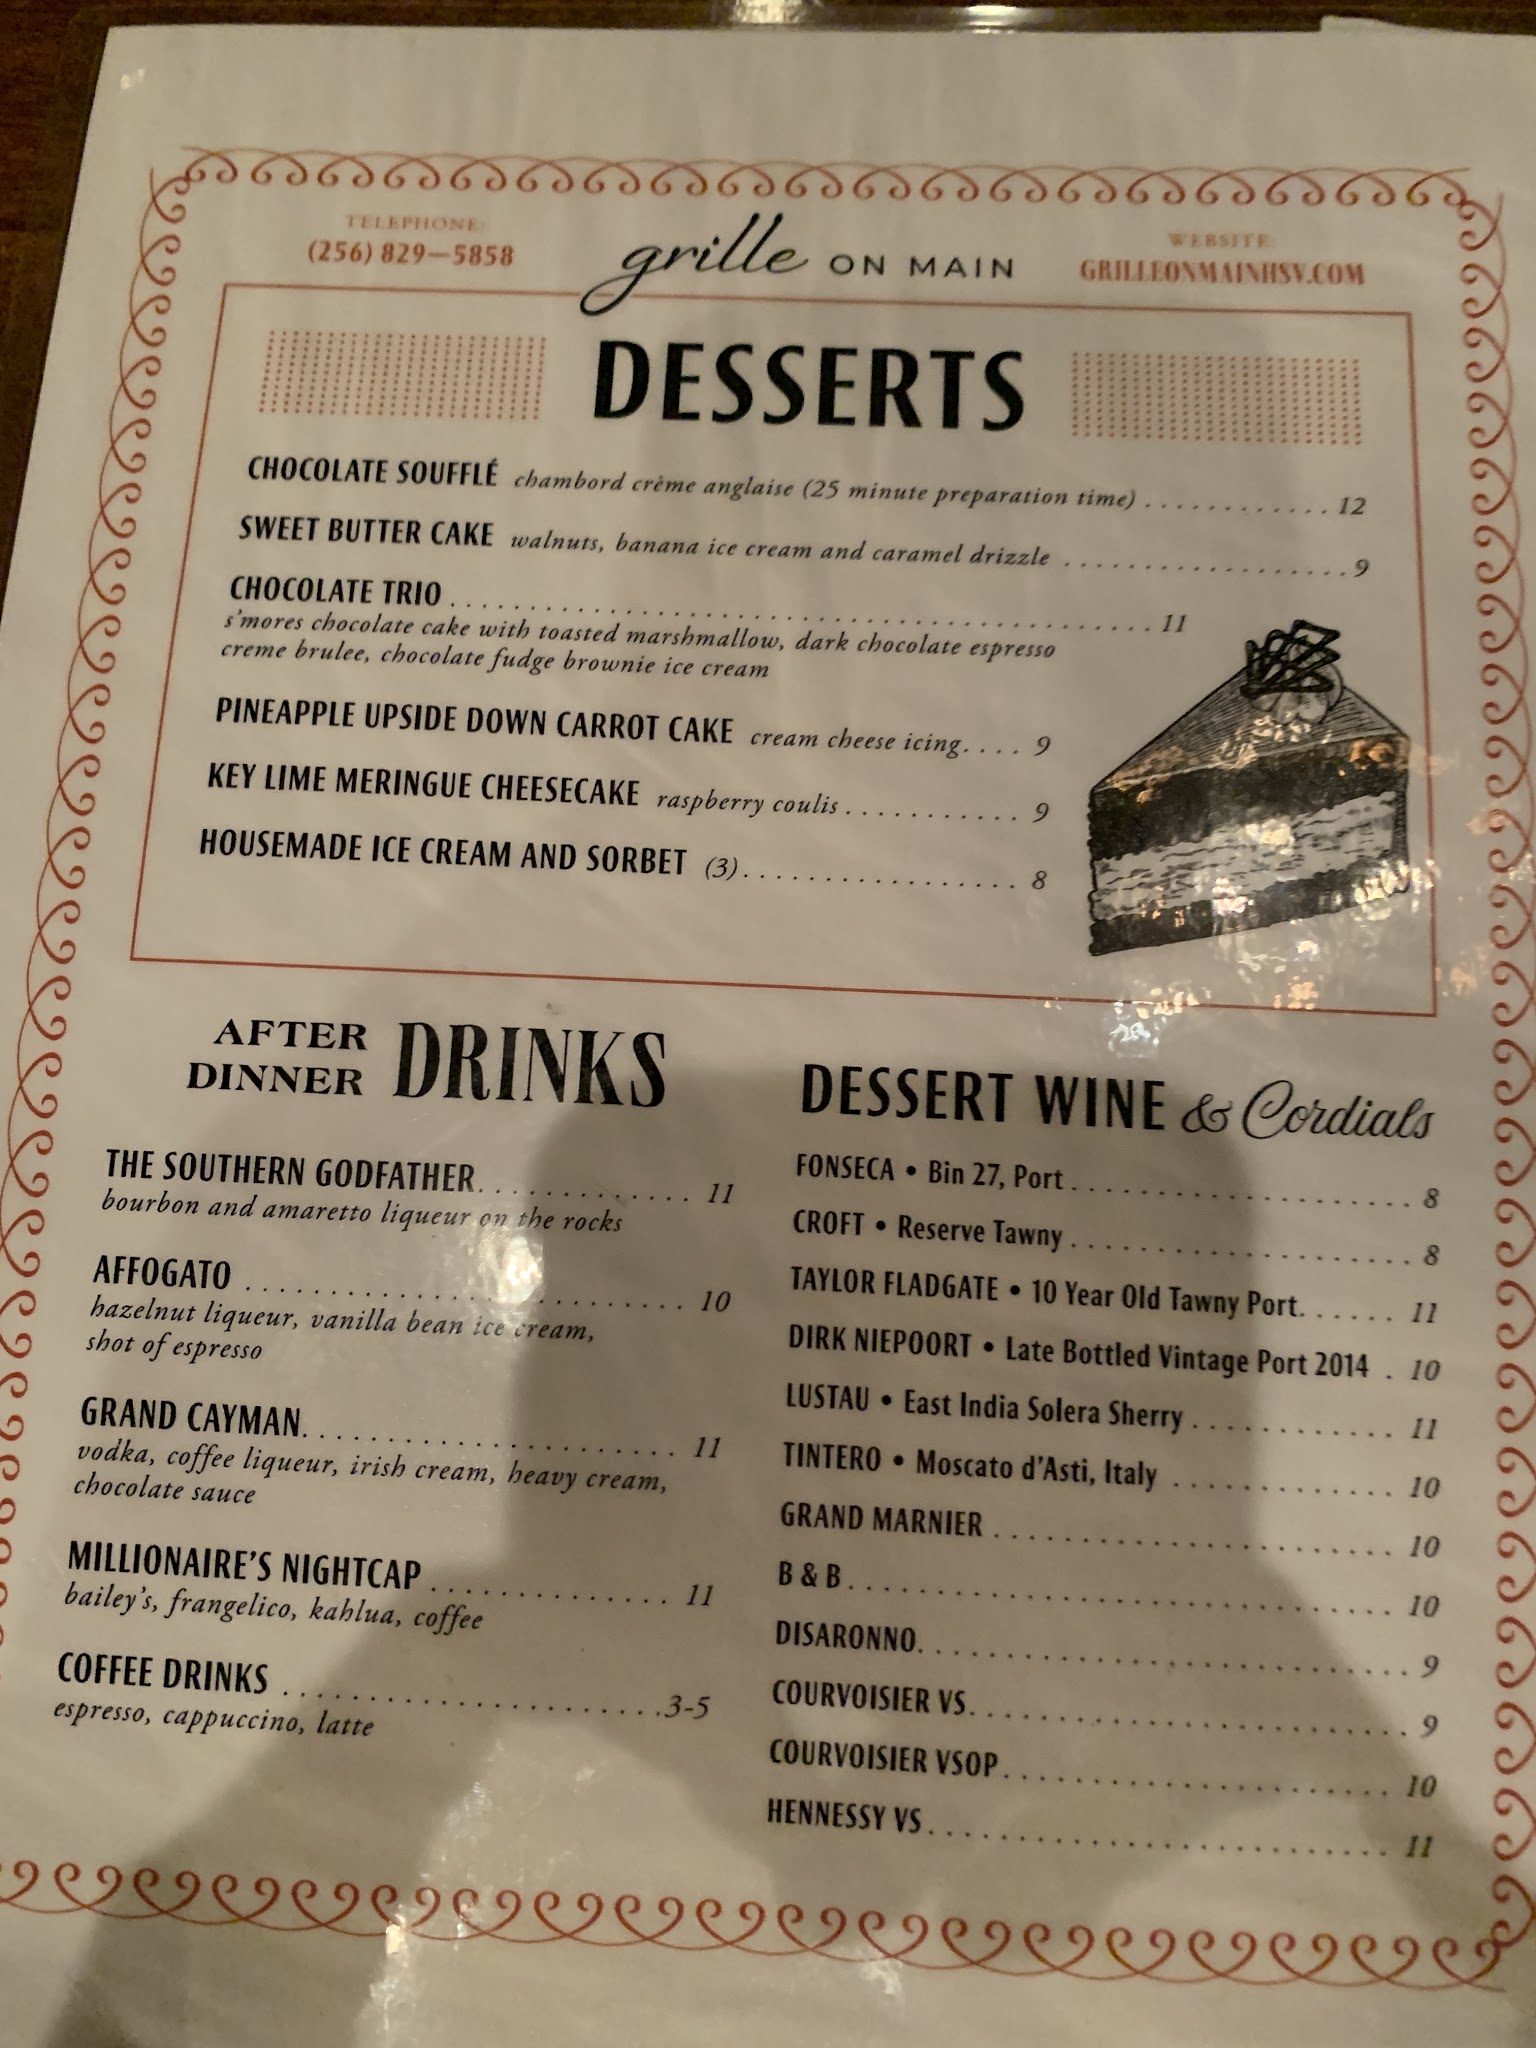 TELEPHONE:
(256) 829—5858
grille ON MAIN
WEBSITE:
GRILLEONMAINHSV.COM
DESSERTS
CHOCOLATE SOUFFLÉ chambord crème anglaise (25 minute preparation time) . . . . . . . . . . . . 12
SWEET BUTTER CAKE walnuts, banana ice cream and caramel drizzle . . . . . . . . . . . . . . . . . . 9
CHOCOLATE TRIO . . . . . . . . . . . . . . . . . . . . . . . . . . . . . . . . . . 11
s'mores chocolate cake with toasted marshmallow, dark chocolate espresso
creme brulee, chocolate fudge brownie ice cream
PINEAPPLE UPSIDE DOWN CARROT CAKE cream cheese icing. . . . 9
KEY LIME MERINGUE CHEESECAKE raspberry coulis . . . . . . . . . . . 9
HOUSEMADE ICE CREAM AND SORBET (3) . . . . . . . . . . . . . . . . . 8
AFTER
DINNER DRINKS
THE SOUTHERN GODFATHER. . . . . . . . . . . . . 11
bourbon and amaretto liqueur on the rocks
AFFOGATO . . . . . . . . . . . . . . . . . . . . . . . . . 10
hazelnut liqueur, vanilla bean ice cream,
shot of espresso
GRAND CAYMAN. . . . . . . . . . . . . . . . . . . . . . 11
vodka, coffee liqueur, irish cream, heavy cream,
chocolate sauce
MILLIONAIRE'S NIGHTCAP . . . . . . . . . . . . . . 11
bailey's, frangelico, kahlua, coffee
COFFEE DRINKS . . . . . . . . . . . . . . . . . . . . . .3-5
espresso, cappuccino, latte
DESSERT WINE & Cordials
FONSECA • Bin 27, Port . . . . . . . . . . . . . . . . . . . . 8
CROFT • Reserve Tawny . . . . . . . . . . . . . . . . . . . . 8
TAYLOR FLADGATE • 10 Year Old Tawny Port. . . . . . 11
DIRK NIEPOORT • Late Bottled Vintage Port 2014 . 10
LUSTAU • East India Solera Sherry . . . . . . . . . . . . 11
TINTERO • Moscato d'Asti, Italy . . . . . . . . . . . . . 10
GRAND MARNIER . . . . . . . . . . . . . . . . . . . . . . . 10
B & B . . . . . . . . . . . . . . . . . . . . . . . . . . . . . . . . 10
DISARONNO. . . . . . . . . . . . . . . . . . . . . . . . . . . . 9
COURVOISIER VS. . . . . . . . . . . . . . . . . . . . . . . . . 9
COURVOISIER VSOP . . . . . . . . . . . . . . . . . . . . . . 10
HENNESSY VS . . . . . . . . . . . . . . . . . . . . . . . . . . 11